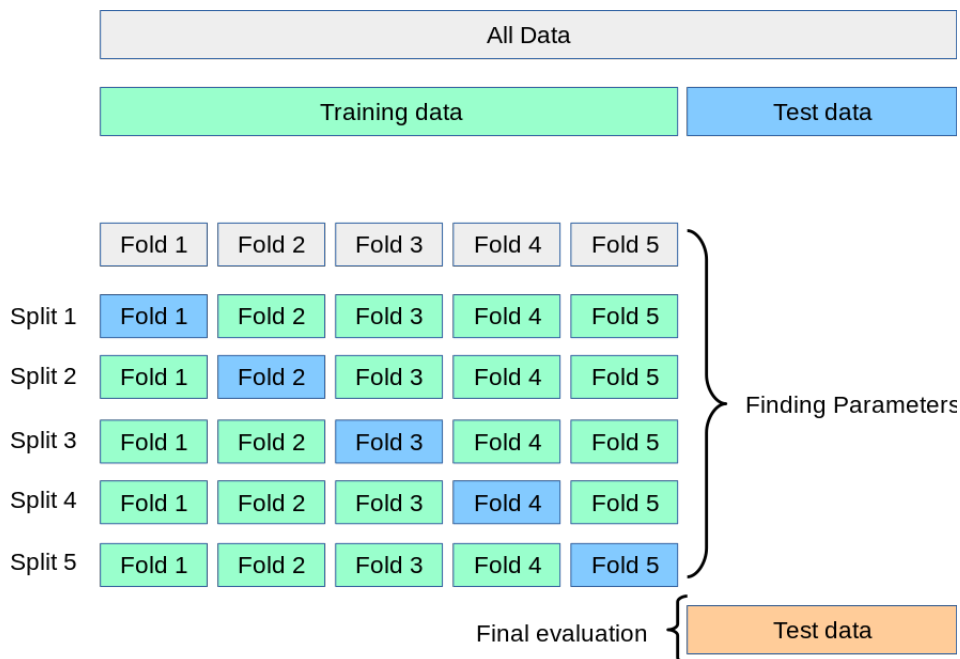 All Data
Training data Test data
Fold 1 Fold 2 Fold 3 Fold 4 Fold 5
Split 1 Fold 1 Fold 2 Fold 3 Fold 4 Fold 5
Split 2 Fold 1 Fold 2 Fold 3 Fold 4 Fold 5
Finding Parameters
Split 3 Fold 1 Fold 2 Fold 3 Fold 4 Fold 5
Split 4 Fold 1 Fold 2 Fold 3 Fold 4 Fold 5
Split 5 Fold 1 Fold 2 Fold 3 Fold 4 Fold 5
Final evaluation Test data